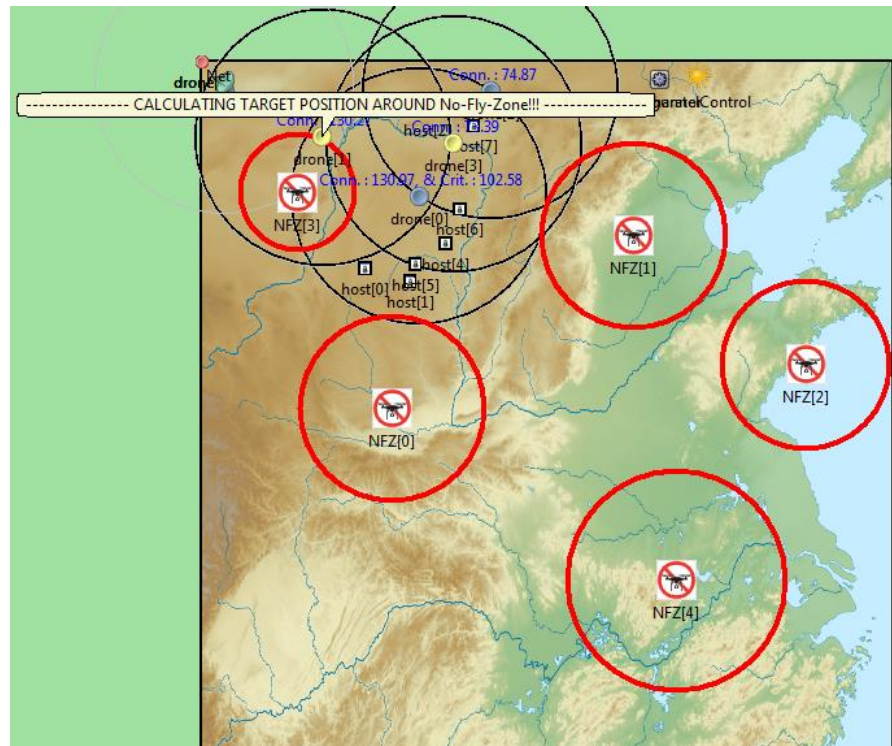 Net
drone
Conn. : 74.87
---------------- CALCULATING TARGET POSITION AROUND No-Fly-Zone!!! ----------------
host[2]
host[7]
drone[1]
drone[3]
Conn. : 130.97, & Crit. : 102.58
NFZ[3]
drone[0]
host[6]
NFZ[1]
host[4]
host[0]
host[5]
host[1]
NFZ[2]
NFZ[0]
NFZ[4]